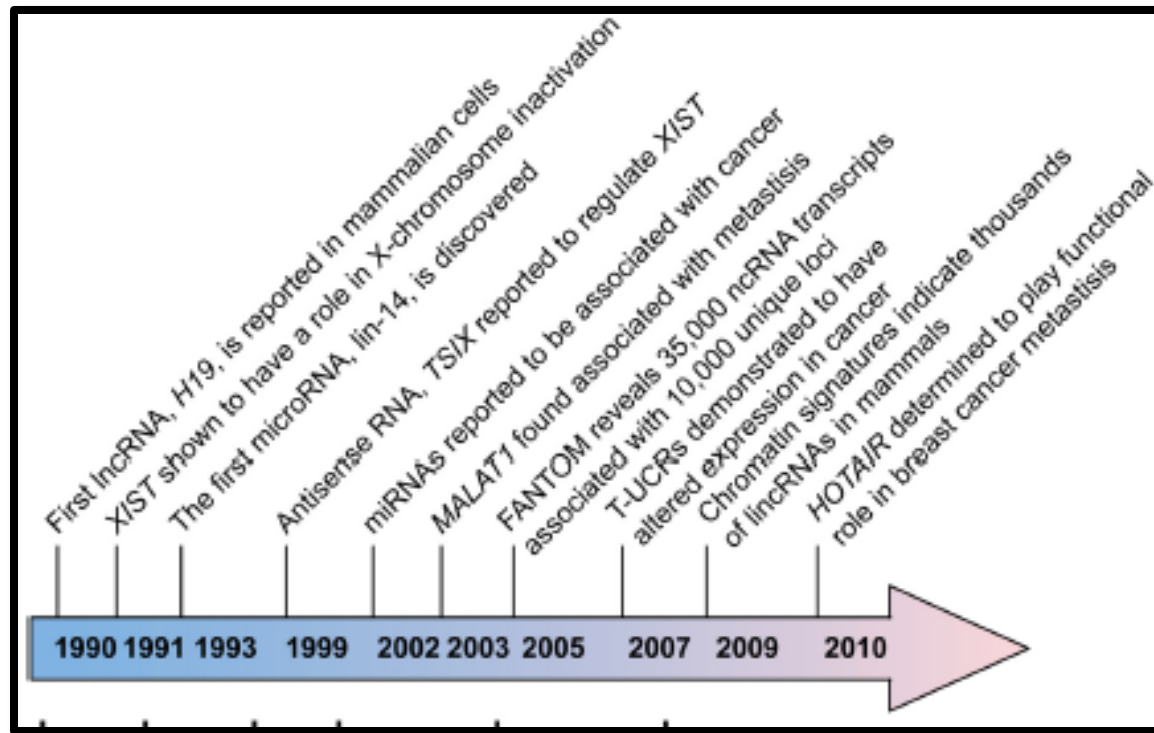 First lncRNA, H19, is reported in mammalian cells
XIST shown to have a role in X-chromosome inactivation
The first microRNA, lin-14, is discovered
Antisense RNA, TSIX reported to regulate XIST
miRNAs reported to be associated with cancer
MALAT1 found associated with metastisis
FANTOM reveals 35,000 ncRNA transcripts
associated with 10,000 unique loci
T-UCRs demonstrated to have
altered expression in cancer
Chromatin signatures indicate thousands
of lincRNAs in mammals
HOTAIR determined to play functional
role in breast cancer metastisis
1990 1991 1993 1999 2002 2003 2005 2007 2009 2010